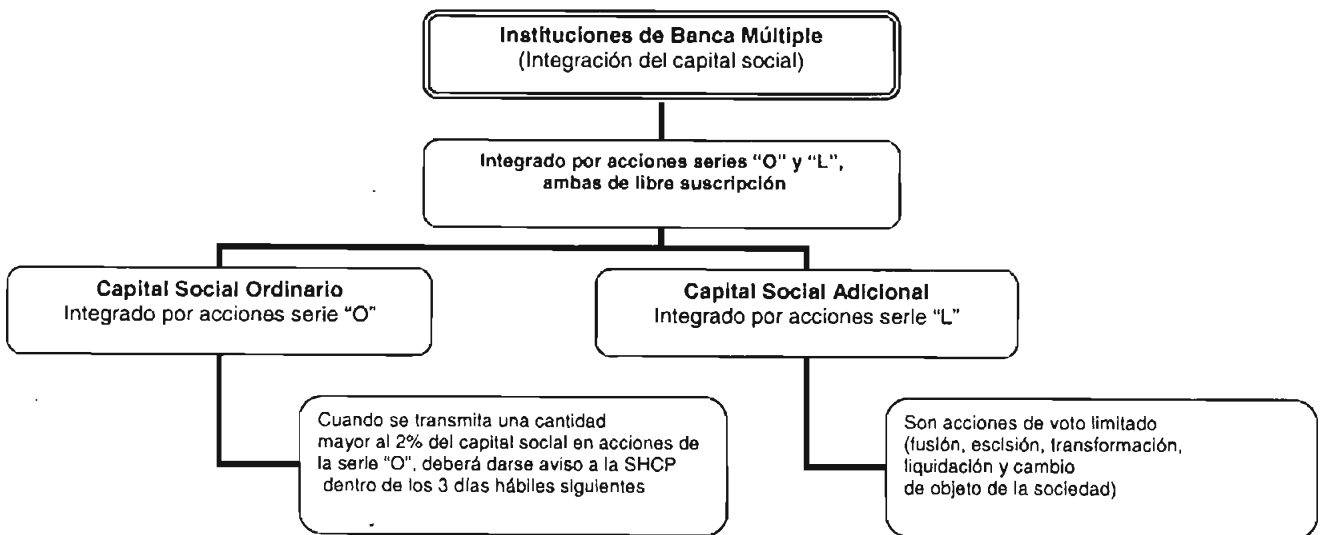 Instituciones de Banca Múltiple
(Integración del capital social)
Integrado por acciones series "O" y "L",
ambas de libre suscripción
Capital Social Ordinario
Integrado por acciones serie "O"
Capital Social Adicional
Integrado por acciones serie "L"
Cuando se transmita una cantidad
mayor al 2% del capital social en acciones de
la serie "O", deberá darse aviso a la SHCP
dentro de los 3 días hábiles siguientes
Son acciones de voto limitado
(fusión, escisión, transformación,
liquidación y cambio
de objeto de la sociedad)